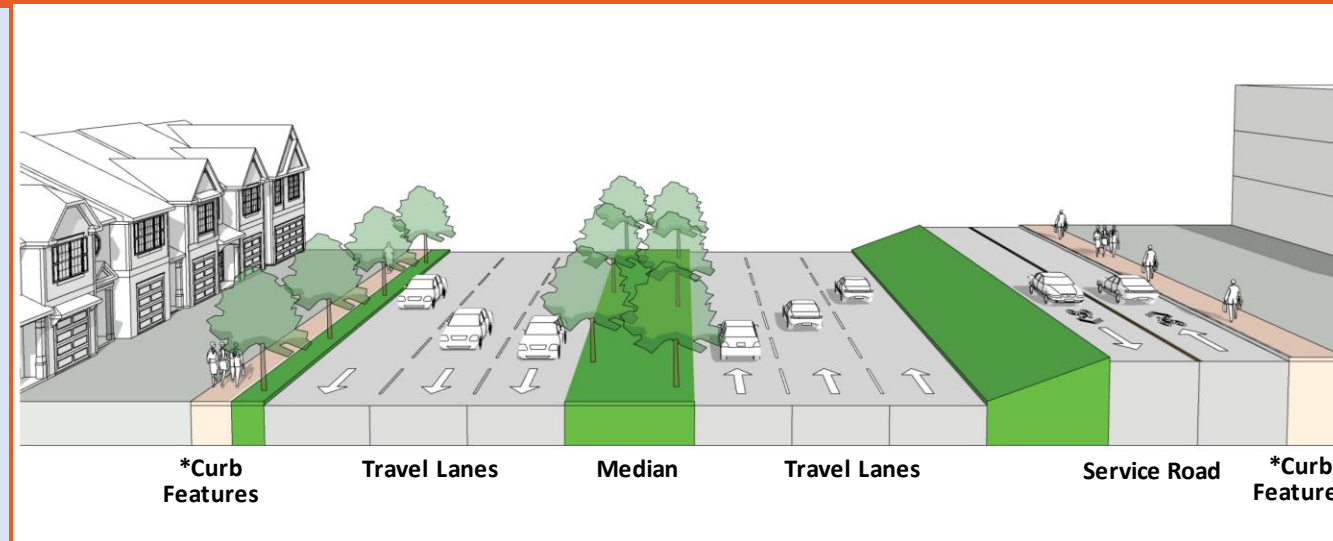 *Curb
Features
Travel Lanes
Median
Travel Lanes
Service Road
*Curb
Feature